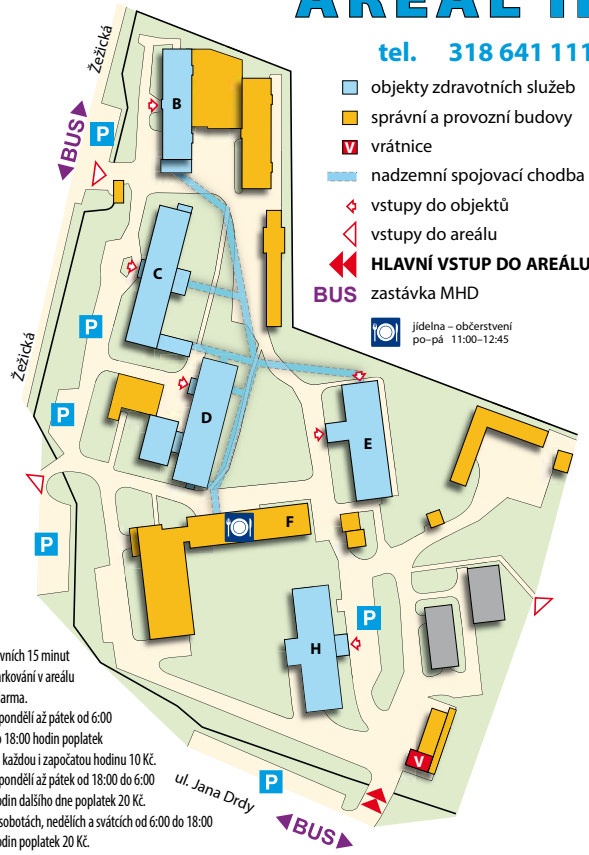 AREÁL II
tel. 318 641 111
objekty zdravotních služeb
správní a provozní budovy
V vrátnice
nadzemní spojovací chodba
vstupy do objektů
vstupy do areálu
HLAVNÍ VSTUP DO AREÁLU
BUS zastávka MHD
jídelna – občerstvení
po–pá 11:00–12:45
Žežická
BUS
P
B
C
P
Žežická
P
D
E
P
F
H
P
V
P
ul. Jana Drdy
BUS
vních 15 minut
arkování v areálu
darma.
pondělí až pátek od 6:00
o 18:00 hodin poplatek
každou i započatou hodinu 10 Kč.
pondělí až pátek od 18:00 do 6:00
odin dalšího dne poplatek 20 Kč.
sobotách, nedělích a svátcích od 6:00 do 18:00
odin poplatek 20 Kč.